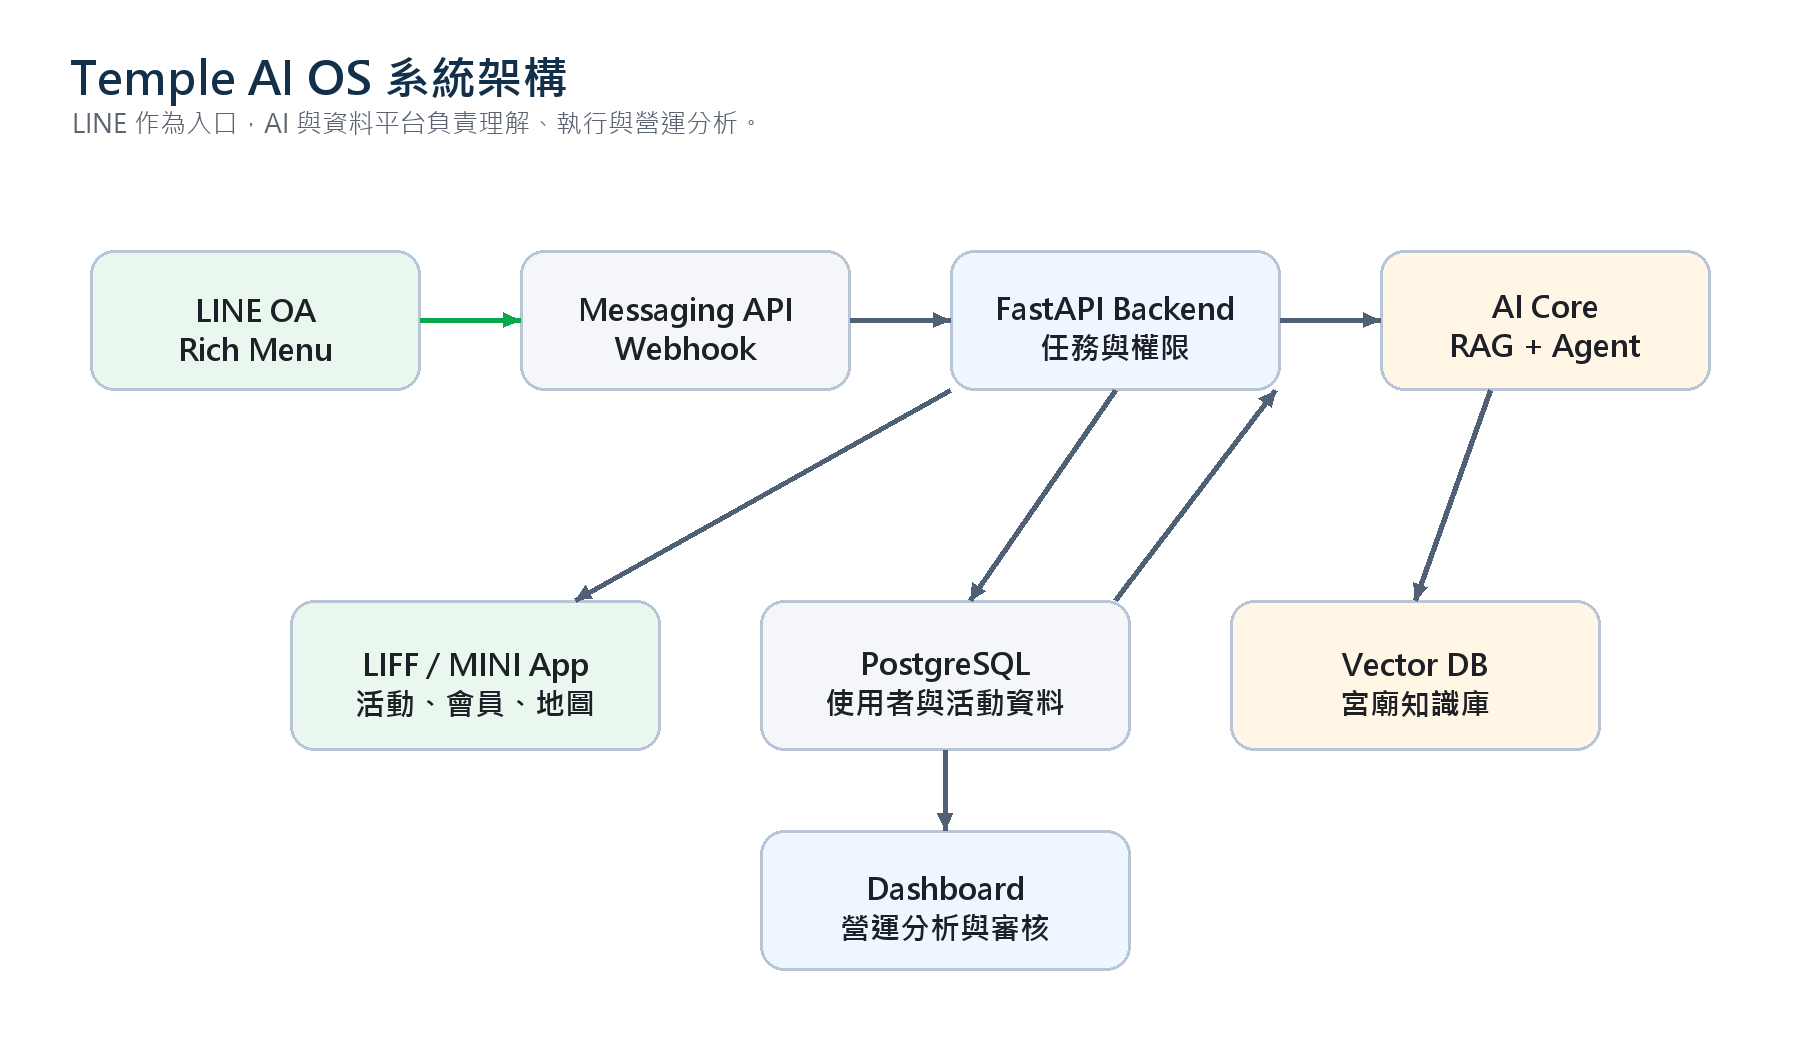 Temple AI OS 系統架構
LINE 作為入口，AI 與資料平台負責理解、執行與營運分析。
LINE OA
Rich Menu
Messaging API
Webhook
FastAPI Backend
任務與權限
AI Core
RAG + Agent
LIFF / MINI App
活動、會員、地圖
PostgreSQL
使用者與活動資料
Vector DB
宮廟知識庫
Dashboard
營運分析與審核